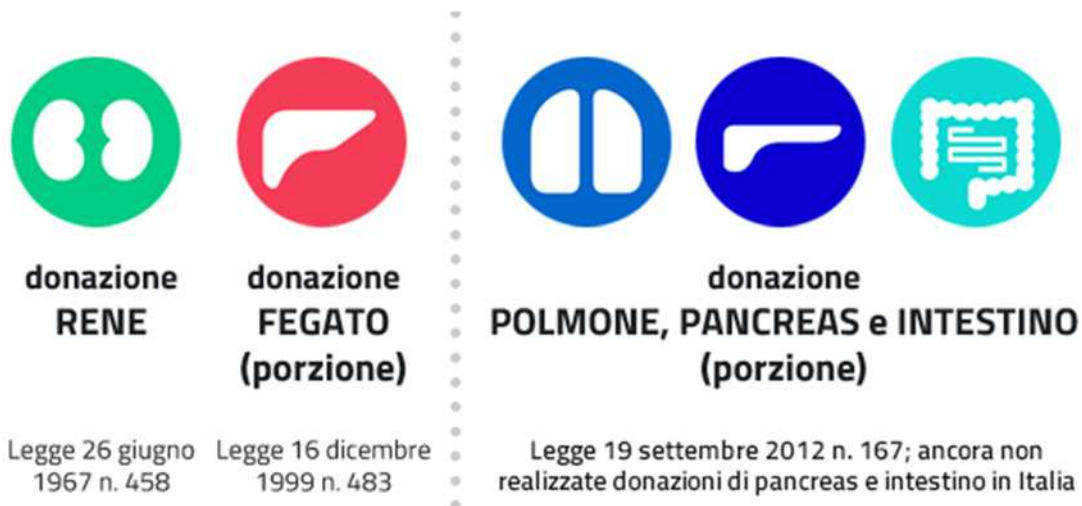 donazione
RENE
Legge 26 giugno
1967 n. 458
donazione
FEGATO
(porzione)
Legge 16 dicembre
1999 n. 483
donazione
POLMONE, PANCREAS e INTESTINO
(porzione)
Legge 19 settembre 2012 n. 167; ancora non
realizzate donazioni di pancreas e intestino in Italia